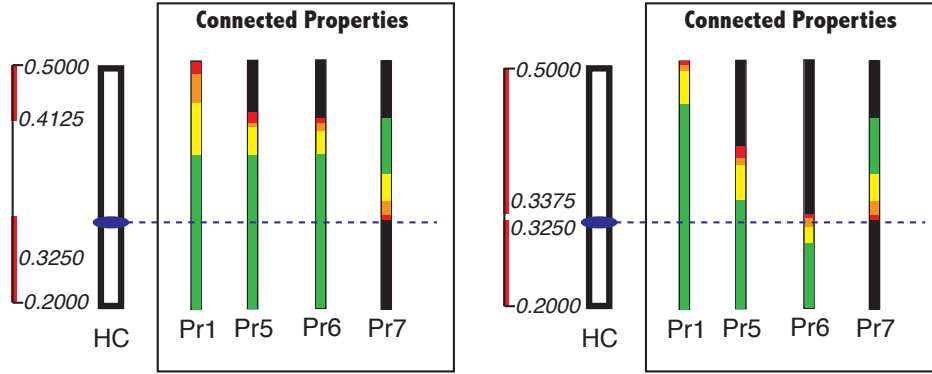 Connected Properties
0.5000
0.4125
0.3250
0.2000
HC
Pr1 Pr5 Pr6 Pr7
Connected Properties
0.5000
0.3375
0.3250
0.2000
HC
Pr1 Pr5 Pr6 Pr7